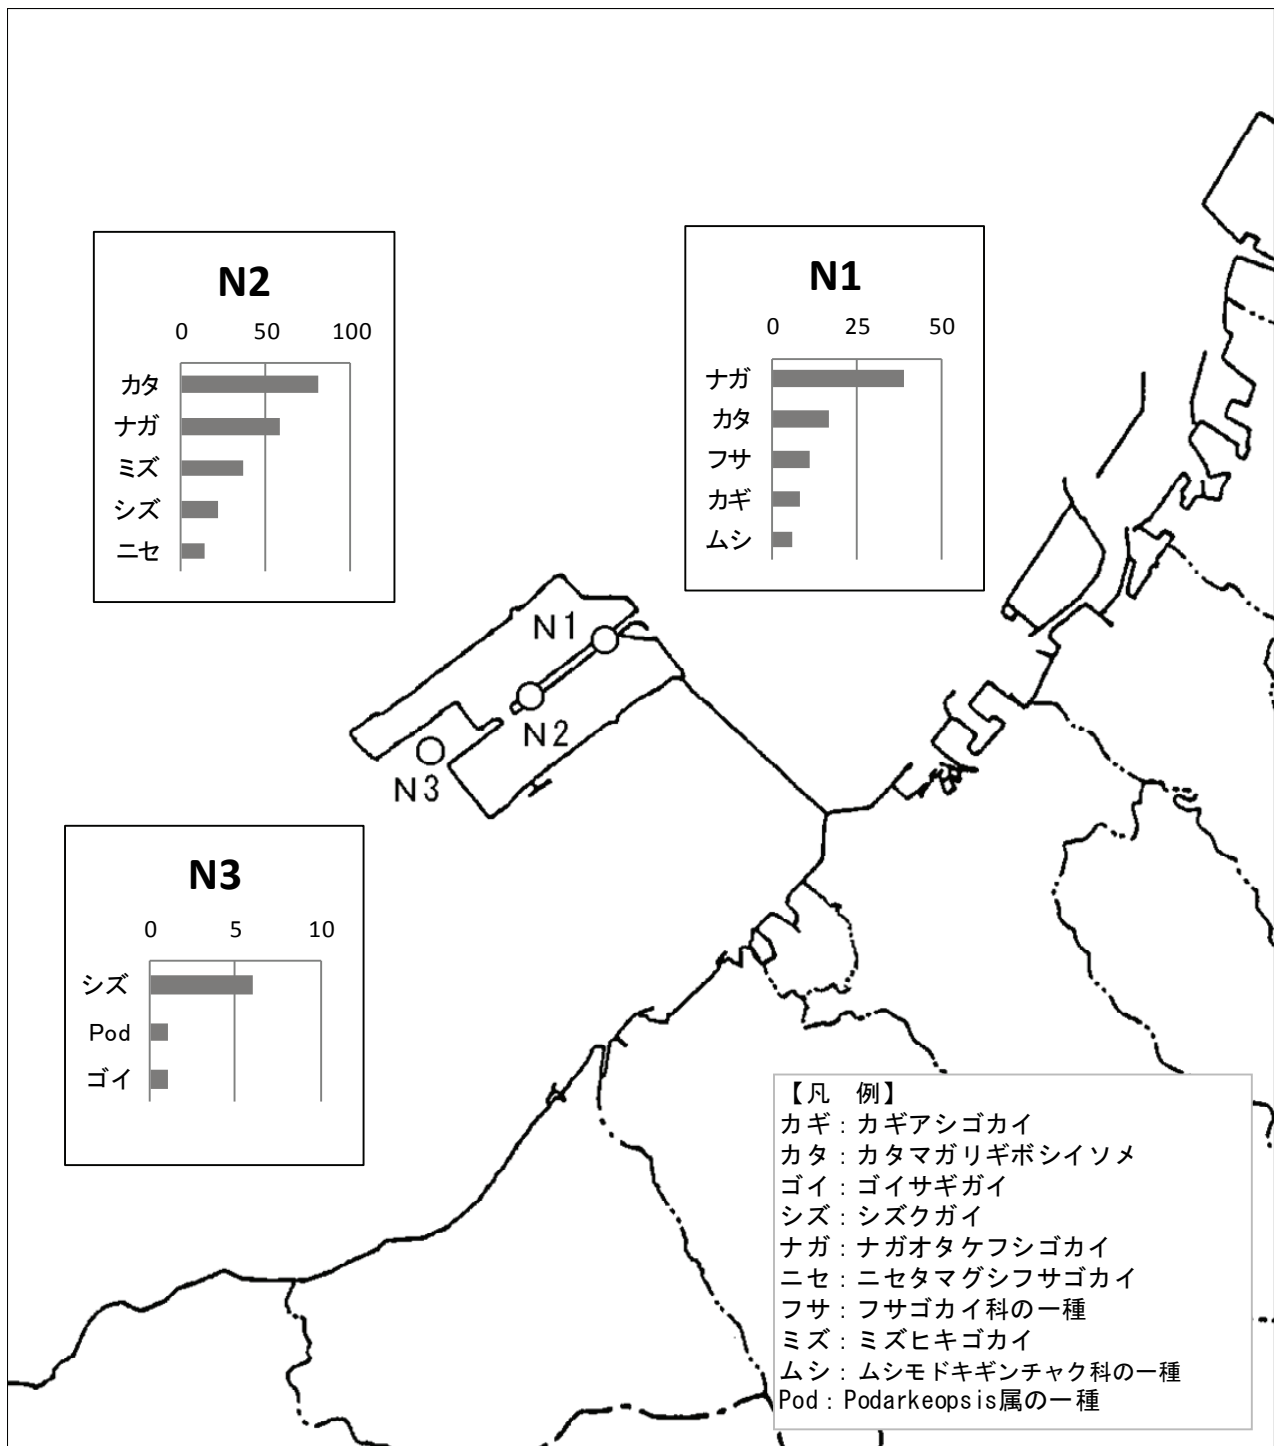 N2
0 50 100
カタ
ナガ
ミズ
シズ
ニセ
N1
0 25 50
ナガ
カタ
フサ
カギ
ムシ
N1
N2
N3
N3
0 5 10
シズ
Pod
ゴイ
【凡 例】
カギ：カギアシゴカイ
カタ：カタマガリギボシイソメ
ゴイ：ゴイサギガイ
シズ：シズクガイ
ナガ：ナガオタケフシゴカイ
ニセ：ニセタマグシフサゴカイ
フサ：フサゴカイ科の一種
ミズ：ミズヒキゴカイ
ムシ：ムシモドキギンチャク科の一種
Pod：Podarkeopsis属の一種